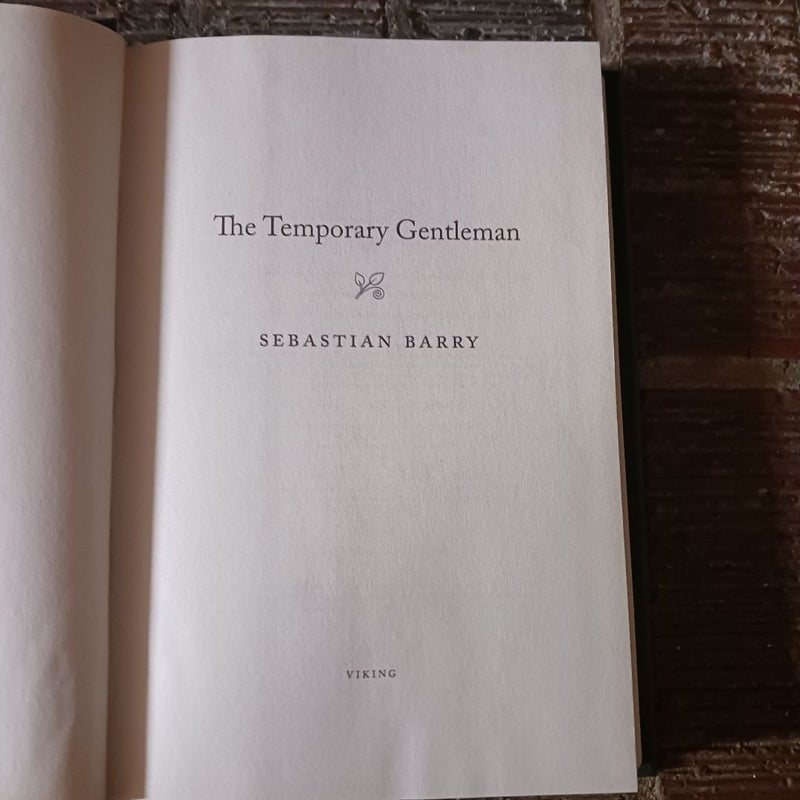 The Temporary Gentleman
SEBASTIAN BARRY
VIKING